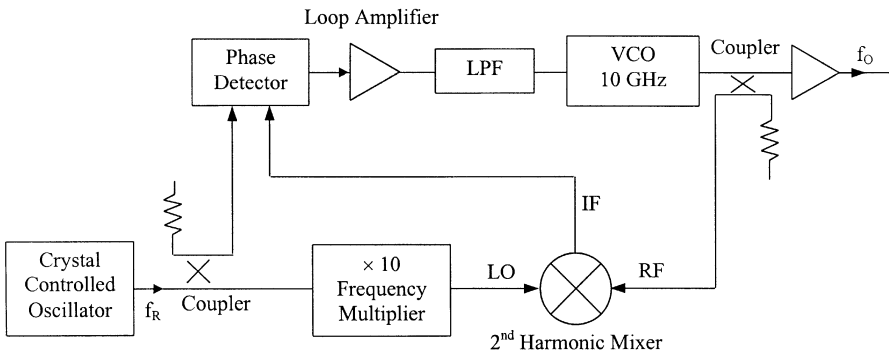 Loop Amplifier
Phase
Detector
LPF
VCO
10 GHz
Coupler
f_O
IF
Crystal
Controlled
Oscillator
f_R
Coupler
× 10
Frequency
Multiplier
LO
RF
2nd Harmonic Mixer